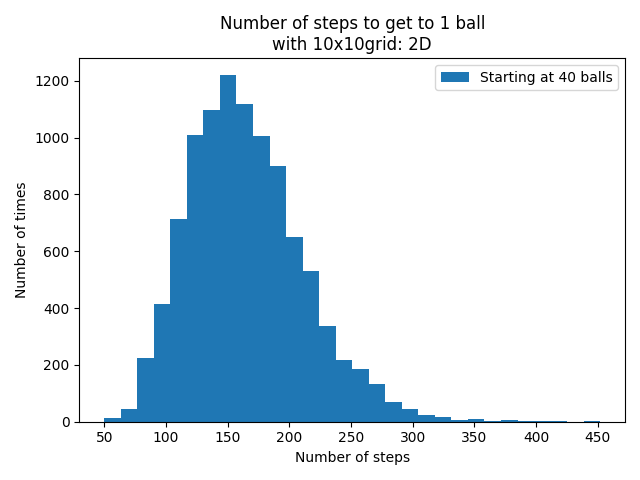 Number of steps to get to 1 ball
with 10x10grid: 2D
Starting at 40 balls
1200
1000
800
600
400
200
0
Number of times
50 100 150 200 250 300 350 400 450
Number of steps